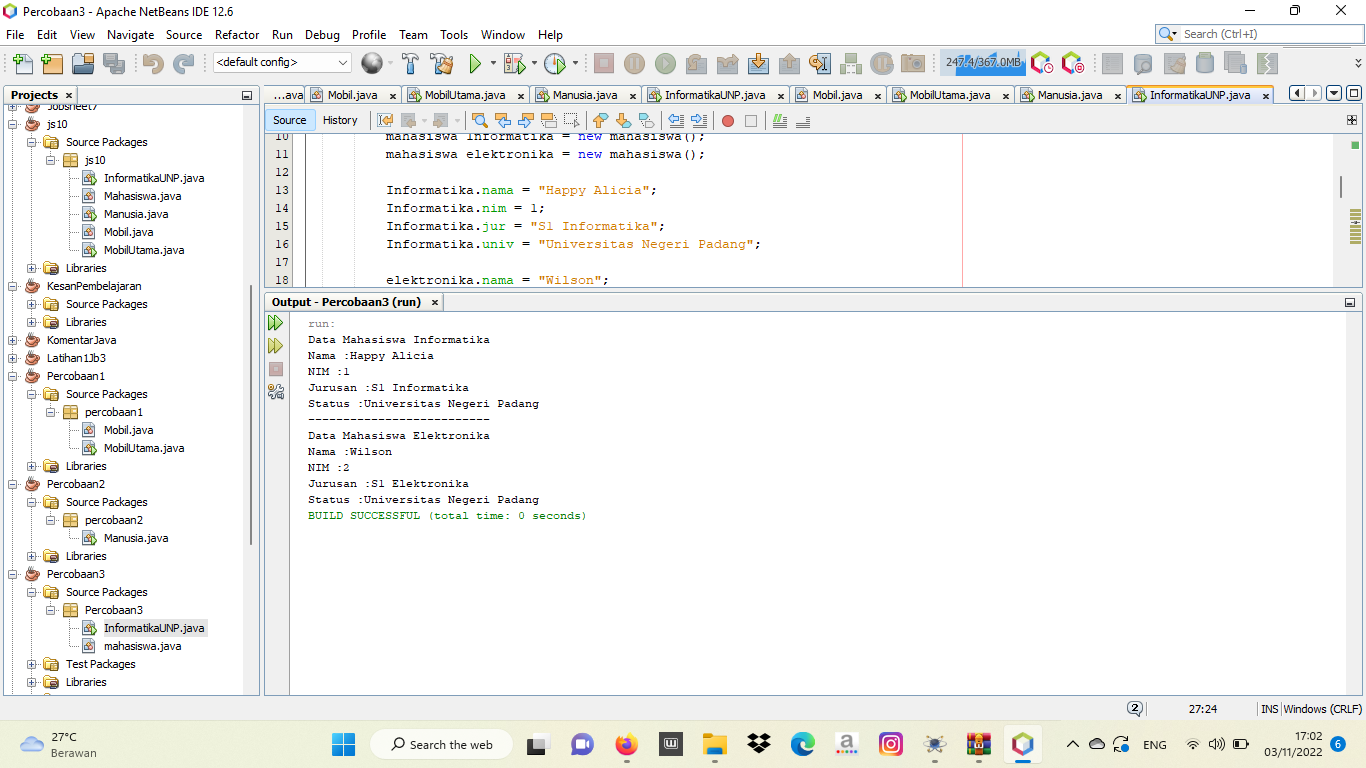 Percobaan3 - Apache NetBeans IDE 12.6
File Edit View Navigate Source Refactor Run Debug Profile Team Tools Window Help
Search (Ctrl+I)
<default config>
247.4/367.0MB
Projects
...ava Mobil.java MobilUtama.java Manusia.java InformatikaUNP.java Mobil.java MobilUtama.java Manusia.java InformatikaUNP.java
Jobsheet7
js10
Source Packages
js10
InformatikaUNP.java
Mahasiswa.java
Manusia.java
Mobil.java
MobilUtama.java
Libraries
KesanPembelajaran
Source Packages
Libraries
KomentarJava
Latihan1Jb3
Percobaan1
Source Packages
percobaan1
Mobil.java
MobilUtama.java
Libraries
Percobaan2
Source Packages
percobaan2
Manusia.java
Libraries
Percobaan3
Source Packages
Percobaan3
InformatikaUNP.java
mahasiswa.java
Test Packages
Libraries
Source History
10 mahasiswa Informatika = new mahasiswa();
11 mahasiswa elektronika = new mahasiswa();
12
13 Informatika.nama = "Happy Alicia";
14 Informatika.nim = 1;
15 Informatika.jur = "S1 Informatika";
16 Informatika.univ = "Universitas Negeri Padang";
17
18 elektronika.nama = "Wilson";
Output - Percobaan3 (run)
run:
Data Mahasiswa Informatika
Nama :Happy Alicia
NIM :1
Jurusan :S1 Informatika
Status :Universitas Negeri Padang
--------------------------
Data Mahasiswa Elektronika
Nama :Wilson
NIM :2
Jurusan :S1 Elektronika
Status :Universitas Negeri Padang
BUILD SUCCESSFUL (total time: 0 seconds)
2 27:24 INS Windows (CRLF)
27°C
Berawan
Search the web
ENG
17:02
03/11/2022
6